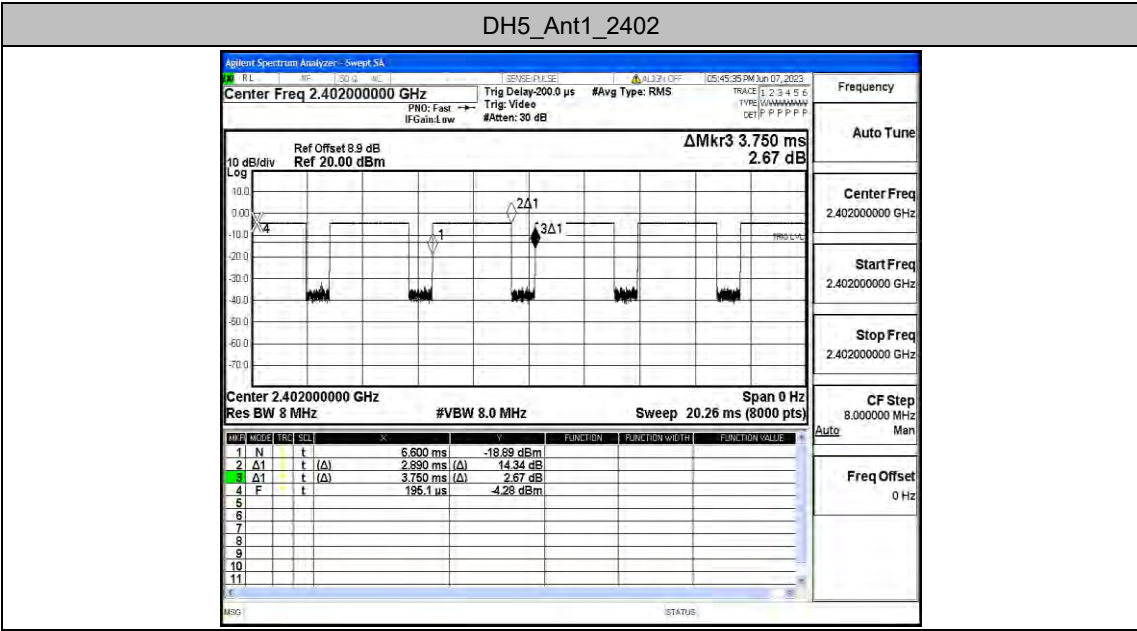 DH5_Ant1_2402
Agilent Spectrum Analyzer - Swept SA
RL RF 50 Ω AC SENSE:PULSE ALIGN OFF 05:45:35 PM Jun 07, 2023
Center Freq 2.402000000 GHz Trig Delay-200.0 µs #Avg Type: RMS TRACE 1 2 3 4 5 6
PNO: Fast Trig: Video TYPE
IFGain:Low #Atten: 30 dB DET P P P P P P
Frequency
Auto Tune
ΔMkr3 3.750 ms
Ref Offset 8.9 dB
10 dB/div Ref 20.00 dBm 2.67 dB
Log
10.0
0.00
-10.0
-20.0
-30.0
-40.0
-50.0
-60.0
-70.0
4
1
2Δ1
3Δ1
TRIG LVL
Center 2.402000000 GHz Span 0 Hz
Res BW 8 MHz #VBW 8.0 MHz Sweep 20.26 ms (8000 pts)
MKR MODE TRC SCL X Y FUNCTION FUNCTION WIDTH FUNCTION VALUE
1 N t 6.600 ms -18.89 dBm
2 Δ1 t (Δ) 2.890 ms (Δ) 14.34 dB
3 Δ1 t (Δ) 3.750 ms (Δ) 2.67 dB
4 F t 195.1 µs -4.28 dBm
5
6
7
8
9
10
11
MSG STATUS
Center Freq
2.402000000 GHz
Start Freq
2.402000000 GHz
Stop Freq
2.402000000 GHz
CF Step
8.000000 MHz
Auto Man
Freq Offset
0 Hz